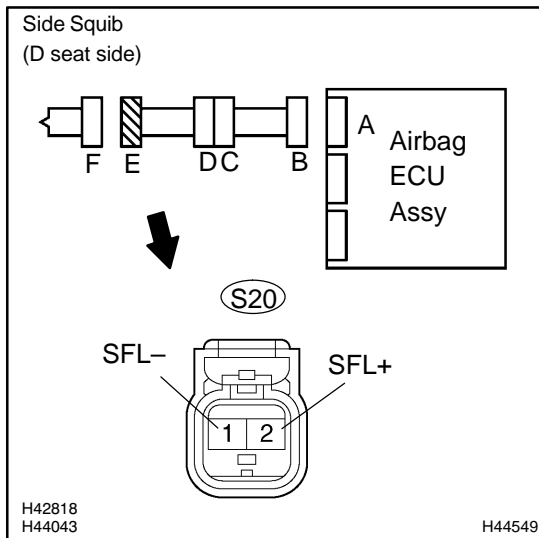 Side Squib
(D seat side)
A
F E D C B
Airbag
ECU
Assy
S20
SFL–
SFL+
1 2
H42818
H44043
H44549